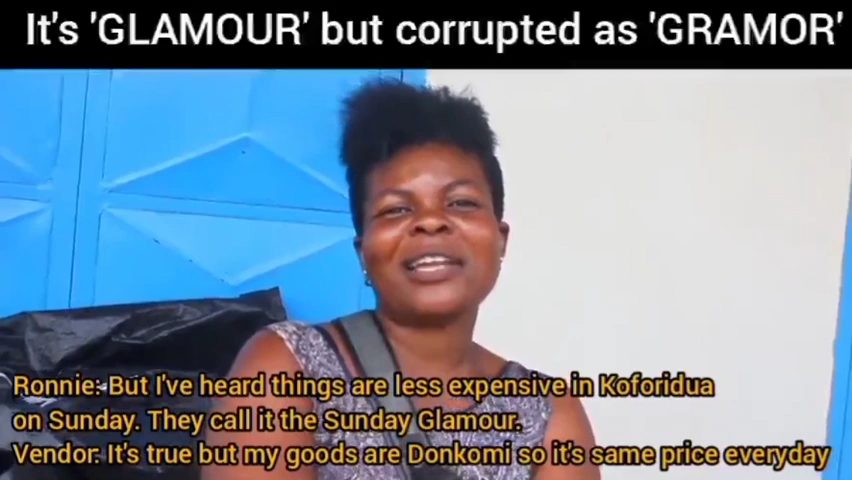 It's 'GLAMOUR' but corrupted as 'GRAMOR'
Ronnie: But I've heard things are less expensive in Koforidua
on Sunday. They call it the Sunday Glamour.
Vendor: It's true but my goods are Donkomi so it's same price everyday